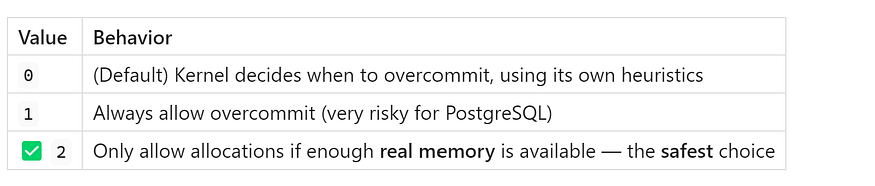 Value Behavior
0 (Default) Kernel decides when to overcommit, using its own heuristics
1 Always allow overcommit (very risky for PostgreSQL)
✅ 2 Only allow allocations if enough real memory is available — the safest choice